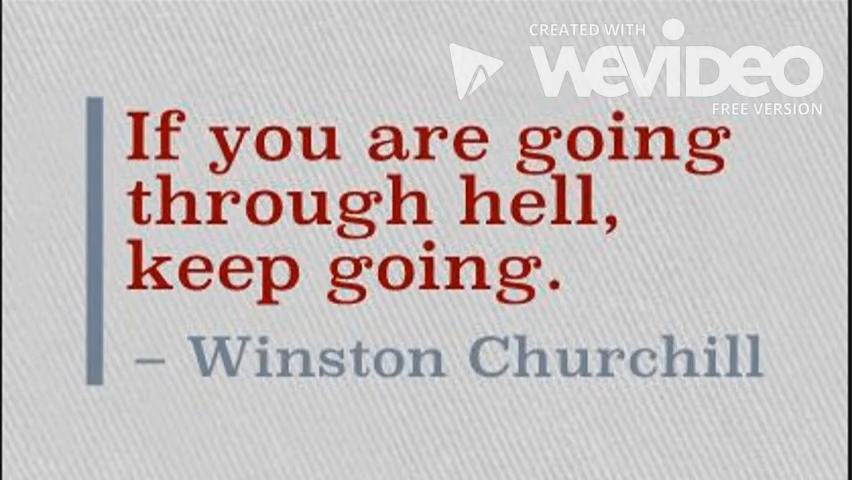 CREATED WITH
WEVIDEO
FREE VERSION
If you are going
through hell,
keep going.
– Winston Churchill